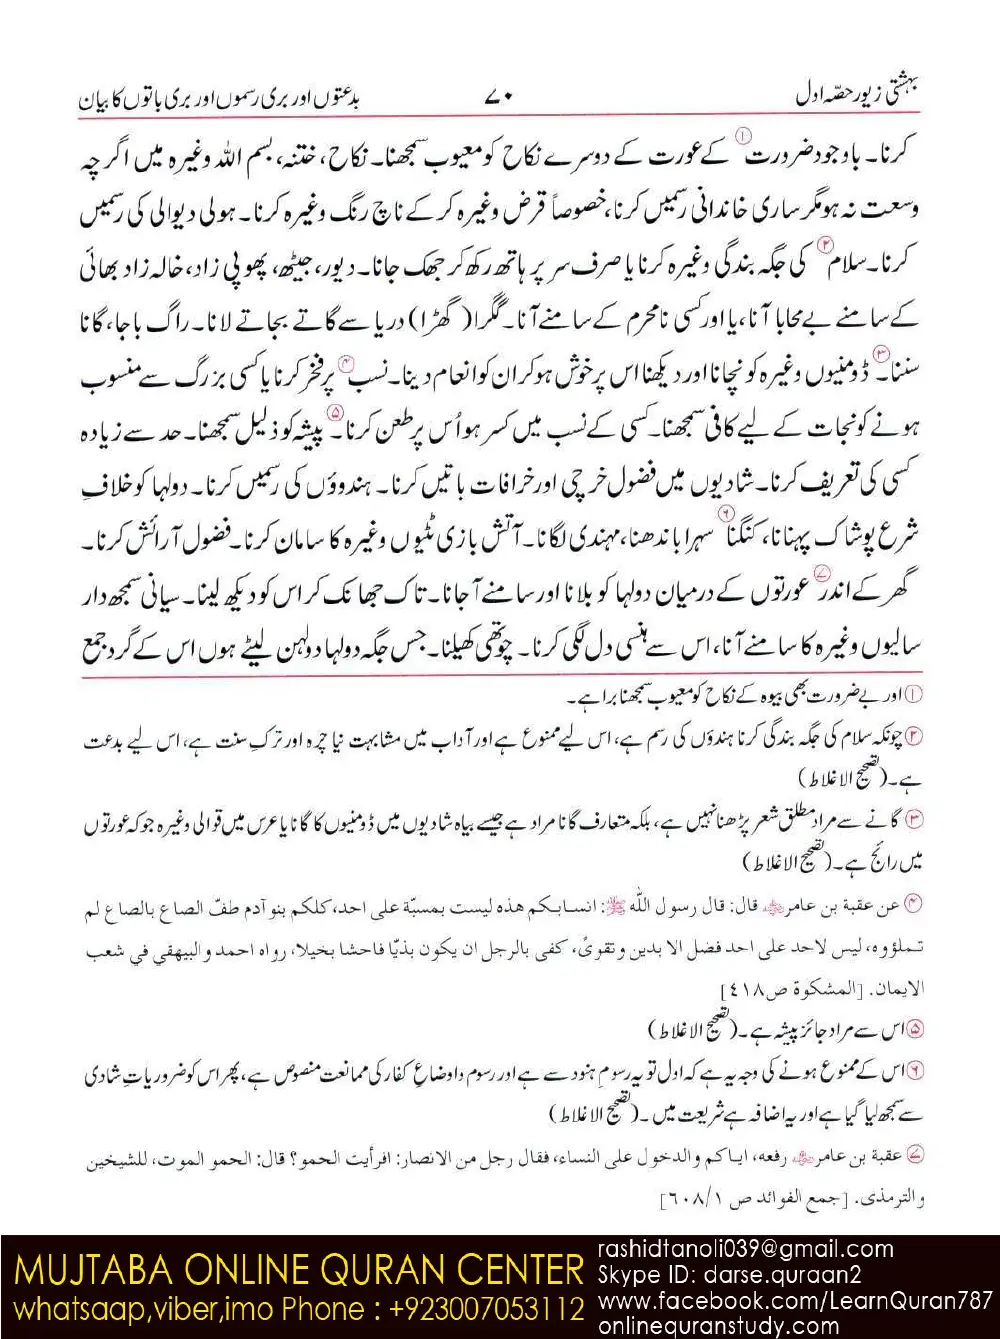 بہشتی زیور حصّہ اول ۷۰ بدعتوں اور بری رسموں اور بری باتوں کا بیان
کرنا۔ باوجود ضرورت ① کے عورت کے دوسرے نکاح کو معیوب سمجھنا۔ نکاح، ختنہ، بسم اللہ وغیرہ میں اگرچہ
وسعت نہ ہو مگر ساری خاندانی رسمیں کرنا، خصوصاً قرض وغیرہ کرکے ناچ رنگ وغیرہ کرنا۔ ہولی دیوالی کی رسمیں
کرنا۔ سلام ② کی جگہ بندگی وغیرہ کرنا یا صرف سر پر ہاتھ رکھ کر جھک جانا۔ دیور، جیٹھ، پھوپی زاد، خالہ زاد بھائی
کے سامنے بے محابا آنا، یا اور کسی نامحرم کے سامنے آنا۔ گگرا (گھڑا) دریا سے گاتے بجاتے لانا۔ راگ باجا، گانا
سننا۔ ③ ڈومنیوں وغیرہ کو نچانا اور دیکھنا اس پر خوش ہوکر ان کو انعام دینا۔ نسب ④ پر فخر کرنا یا کسی بزرگ سے منسوب
ہونے کو نجات کے لیے کافی سمجھنا۔ کسی کے نسب میں کسر ہو اُس پر طعن کرنا۔ ⑤ پیشہ کو ذلیل سمجھنا۔ حد سے زیادہ
کسی کی تعریف کرنا۔ شادیوں میں فضول خرچی اور خرافات باتیں کرنا۔ ہندوؤں کی رسمیں کرنا۔ دولہا کو خلافِ
شرع پوشاک پہنانا، کنگنا ⑥ سہرا باندھنا، مہندی لگانا۔ آتش بازی ٹٹیوں وغیرہ کا سامان کرنا۔ فضول آرائش کرنا۔
گھر کے اندر ⑦ عورتوں کے درمیان دولہا کو بلانا اور سامنے آجانا۔ تاک جھانک کر اس کو دیکھ لینا۔ سیانی سمجھ دار
سالیوں وغیرہ کا سامنے آنا، اس سے ہنسی دل لگی کرنا۔ چوتھی کھیلنا۔ جس جگہ دولہا دولہن لیٹے ہوں اس کے گرد جمع
① اور بے ضرورت بھی بیوہ کے نکاح کو معیوب سمجھنا برا ہے۔
② چونکہ سلام کی جگہ بندگی کرنا ہندؤں کی رسم ہے، اس لیے ممنوع ہے اور آداب میں مشابہت نیاچرہ اور ترکِ سنت ہے، اس لیے بدعت
ہے۔ (تصحیح الاغلاط)
③ گانے سے مراد مطلق شعر پڑھنا نہیں ہے، بلکہ متعارف گانا مراد ہے جیسے بیاہ شادیوں میں ڈومنیوں کا گانا یا عرس میں قوالی وغیرہ جو کہ عورتوں
میں رائج ہے۔ (تصحیح الاغلاط)
④ عن عقبة بن عامر رضی اللہ عنہ قال: قال رسول الله ﷺ: انسابكم هذه ليست بمسبّة على احد، كلكم بنو آدم طفّ الصاع بالصاع لم
تملؤوه، ليس لاحد على احد فضل الا بدين وتقوىٰ، كفى بالرجل ان يكون بذيّا فاحشا بخيلا، رواه احمد والبيهقي في شعب
الايمان. [المشكوة ص ٤١٨]
⑤ اس سے مراد جائز پیشہ ہے۔ (تصحیح الاغلاط)
⑥ اس کے ممنوع ہونے کی وجہ یہ ہے کہ اول تو یہ رسومِ ہنود سے ہے اور رسوم و اوضاعِ کفار کی ممانعت منصوص ہے، پھر اس کو ضروریاتِ شادی
سے سمجھ لیا گیا ہے اور یہ اضافہ ہے شریعت میں۔ (تصحیح الاغلاط)
⑦ عقبة بن عامر رضی اللہ عنہ رفعه، اياكم والدخول على النساء، فقال رجل من الانصار: افرأيت الحمو؟ قال: الحمو الموت، للشيخين
والترمذى. [جمع الفوائد ص ٦٠٨/١]
MUJTABA ONLINE QURAN CENTER
whatsaap,viber,imo Phone : +923007053112
rashidtanoli039@gmail.com
Skype ID: darse.quraan2
www.facebook.com/LearnQuran787
onlinequranstudy.com